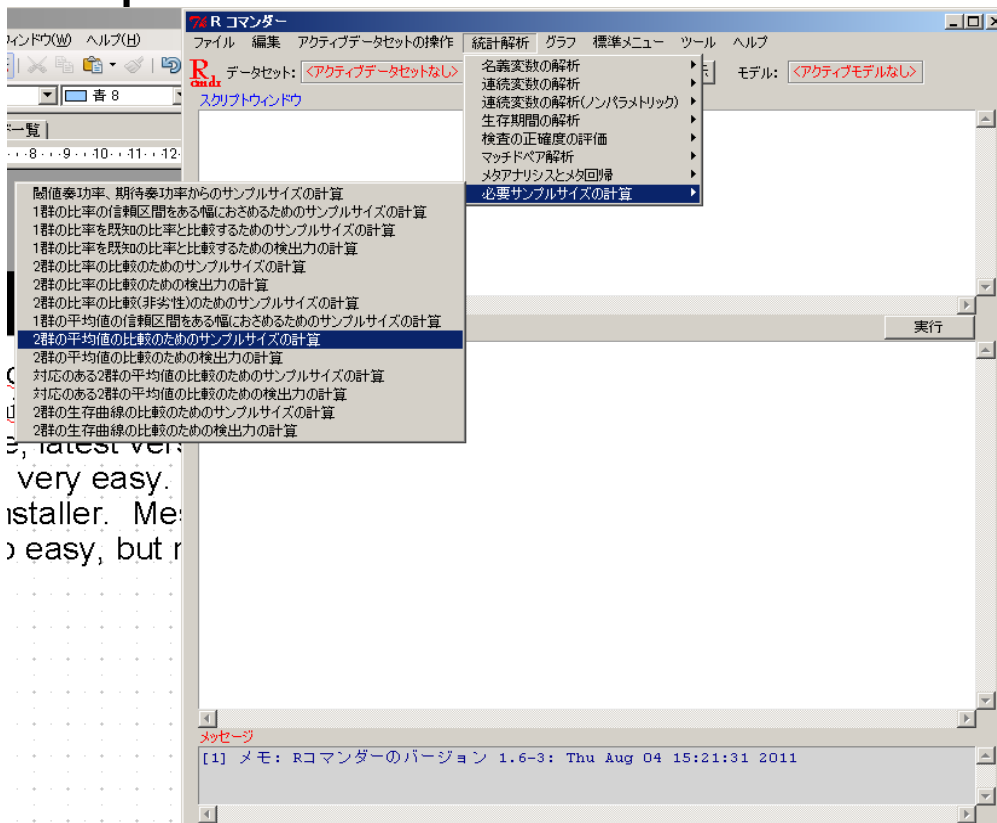 R コマンダー
ウィンドウ(W) ヘルプ(H)
ファイル 編集 アクティブデータセットの操作 統計解析 グラフ 標準メニュー ツール ヘルプ
Rcmdr データセット: <アクティブデータセットなし> モデル: <アクティブモデルなし>
青 8
スクリプトウィンドウ
一覧
8 9 10 11 12
名義変数の解析
連続変数の解析
連続変数の解析(ノンパラメトリック)
生存期間の解析
検査の正確度の評価
マッチドペア解析
メタアナリシスとメタ回帰
必要サンプルサイズの計算
閾値奏功率、期待奏功率からのサンプルサイズの計算
1群の比率の信頼区間をある幅におさめるためのサンプルサイズの計算
1群の比率を既知の比率と比較するためのサンプルサイズの計算
1群の比率を既知の比率と比較するための検出力の計算
2群の比率の比較のためのサンプルサイズの計算
2群の比率の比較のための検出力の計算
2群の比率の比較(非劣性)のためのサンプルサイズの計算
1群の平均値の信頼区間をある幅におさめるためのサンプルサイズの計算
2群の平均値の比較のためのサンプルサイズの計算
2群の平均値の比較のための検出力の計算
対応のある2群の平均値の比較のためのサンプルサイズの計算
対応のある2群の平均値の比較のための検出力の計算
2群の生存曲線の比較のためのサンプルサイズの計算
2群の生存曲線の比較のための検出力の計算
実行
e, latest vers
very easy.
nstaller. Me
o easy, but r
メッセージ
[1] メモ: Rコマンダーのバージョン 1.6-3: Thu Aug 04 15:21:31 2011